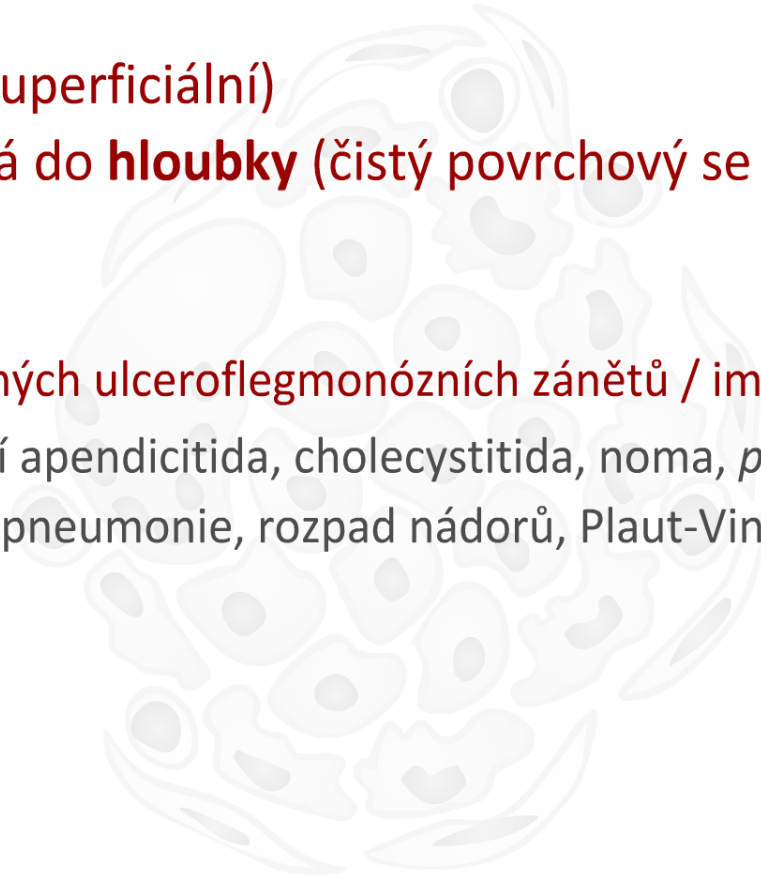 uperficiální)
á do hloubky (čistý povrchový se
ných ulceroflegmonózních zánětů / im
í apendicitida, cholecystitida, noma, p
pneumonie, rozpad nádorů, Plaut-Vin